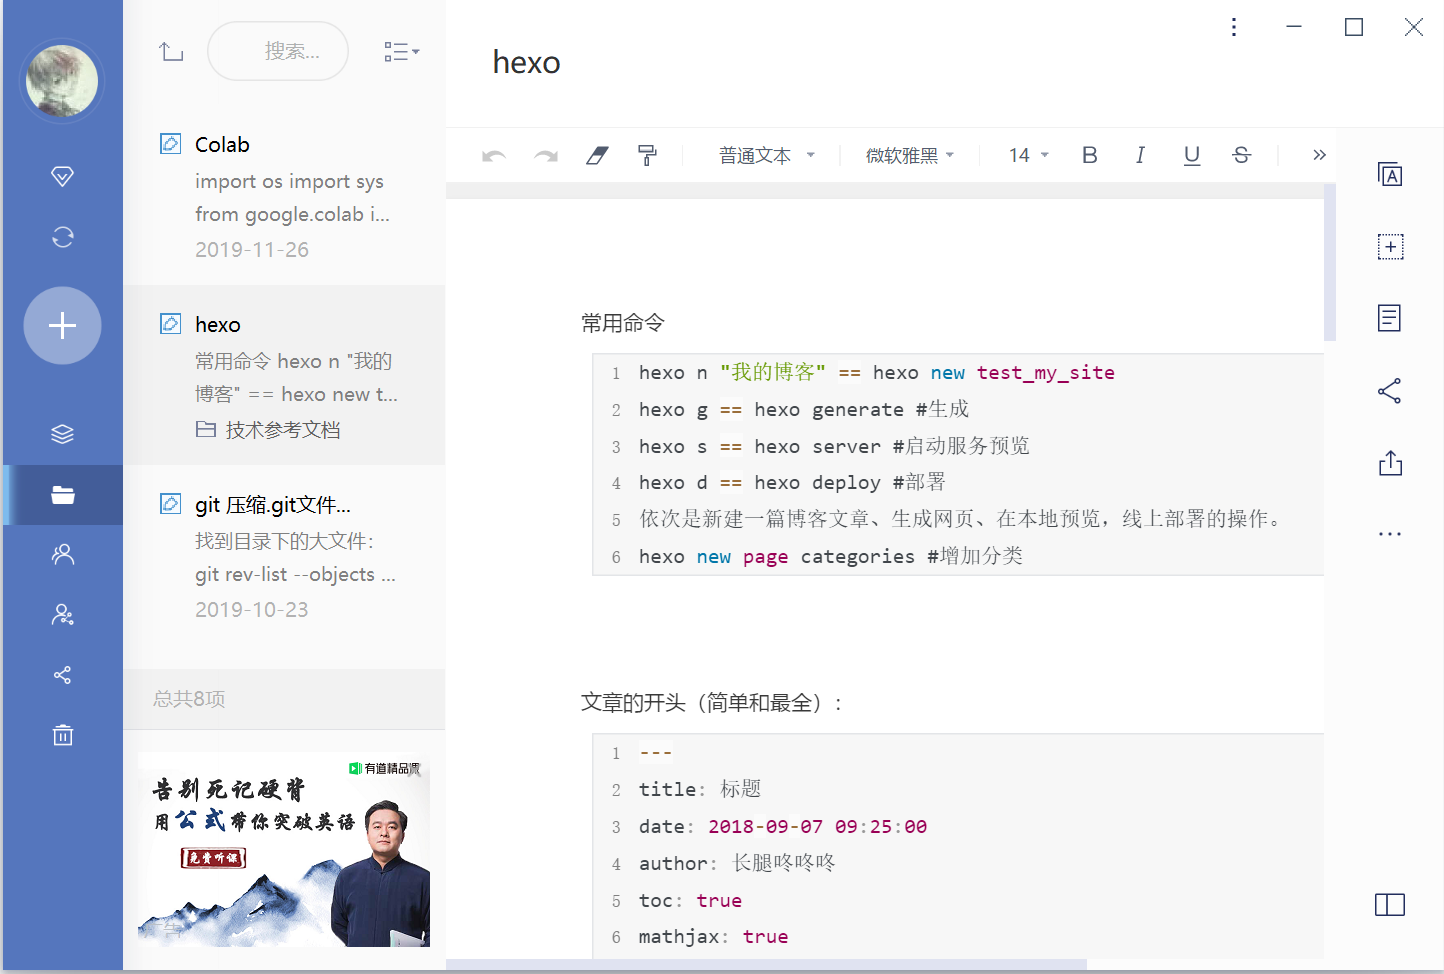 搜索...
Colab
import os import sys
from google.colab i...
2019-11-26
hexo
常用命令 hexo n "我的
博客" == hexo new t...
技术参考文档
git 压缩.git文件...
找到目录下的大文件：
git rev-list --objects ...
2019-10-23
总共8项
有道精品课
告别死记硬背
用公式带你突破英语
免费听课
广告
hexo
普通文本
微软雅黑
14
B
I
U
S
»
A
常用命令
1 hexo n "我的博客" == hexo new test_my_site
2 hexo g == hexo generate #生成
3 hexo s == hexo server #启动服务预览
4 hexo d == hexo deploy #部署
5 依次是新建一篇博客文章、生成网页、在本地预览，线上部署的操作。
6 hexo new page categories #增加分类
文章的开头（简单和最全）：
1 ---
2 title: 标题
3 date: 2018-09-07 09:25:00
4 author: 长腿咚咚咚
5 toc: true
6 mathjax: true